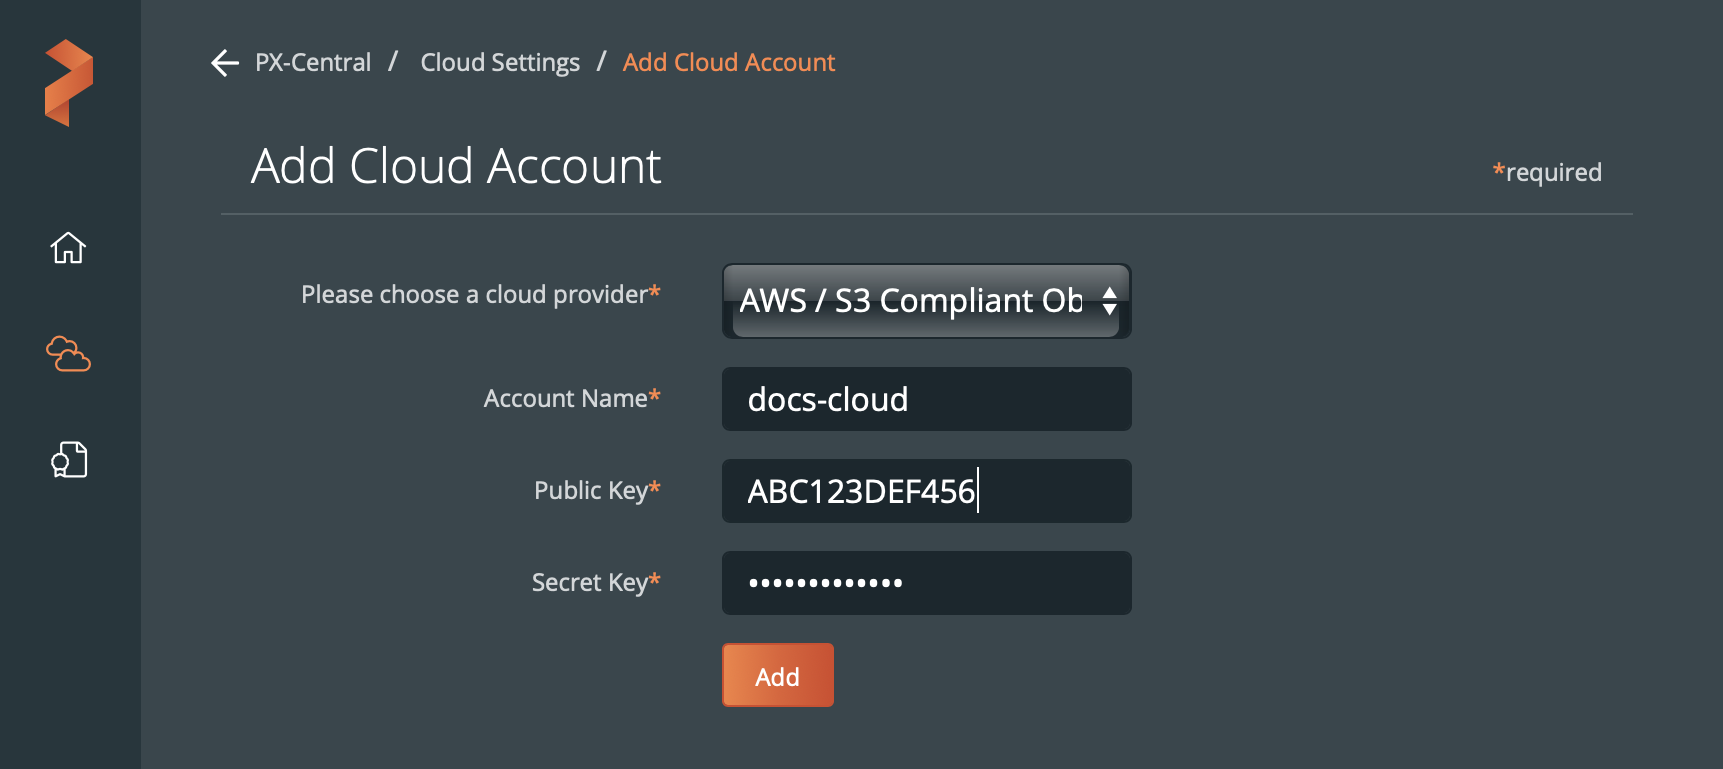 PX-Central / Cloud Settings / Add Cloud Account
Add Cloud Account
*required
Please choose a cloud provider*
AWS / S3 Compliant Ob
Account Name*
docs-cloud
Public Key*
ABC123DEF456
Secret Key*
•••••••••••••
Add